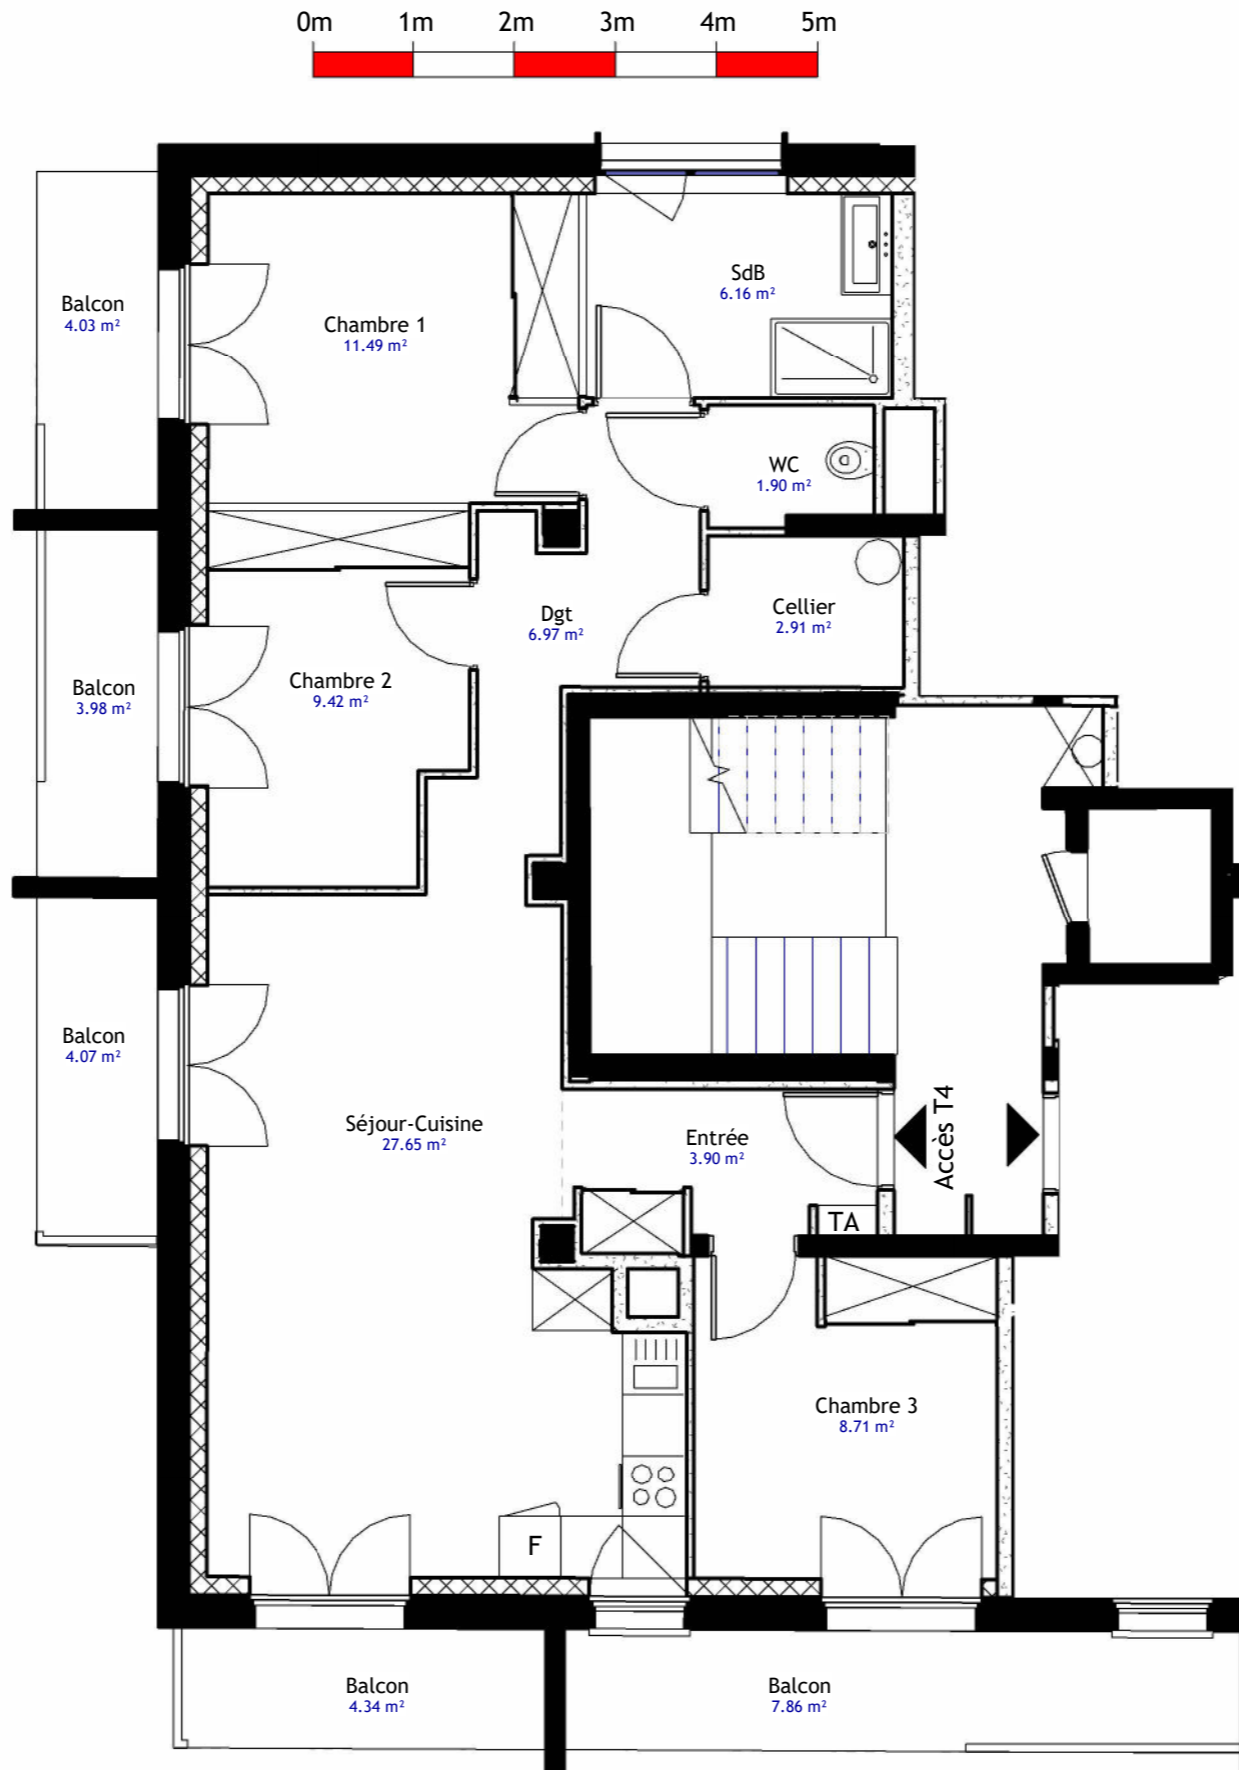 0m 1m 2m 3m 4m 5m
Balcon
4.03 m²
Chambre 1
11.49 m²
SdB
6.16 m²
WC
1.90 m²
Dgt
6.97 m²
Cellier
2.91 m²
Balcon
3.98 m²
Chambre 2
9.42 m²
Balcon
4.07 m²
Séjour-Cuisine
27.65 m²
Entrée
3.90 m²
Accès T4
TA
Chambre 3
8.71 m²
F
Balcon
4.34 m²
Balcon
7.86 m²